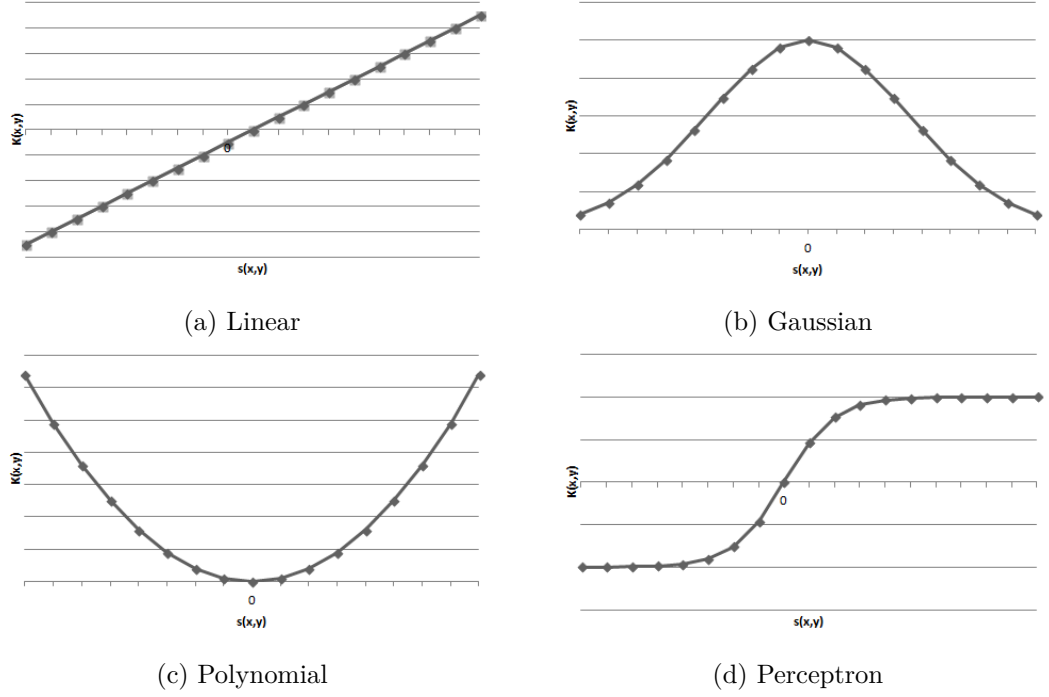 K(x,y)
0
s(x,y)
(a) Linear
K(x,y)
0
s(x,y)
(b) Gaussian
K(x,y)
0
s(x,y)
(c) Polynomial
K(x,y)
0
s(x,y)
(d) Perceptron